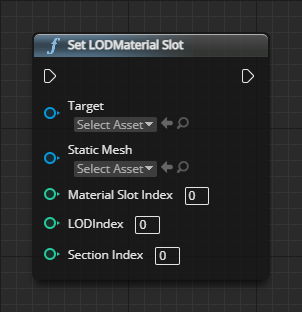 f Set LODMaterial Slot
Target
Select Asset
Static Mesh
Select Asset
Material Slot Index 0
LODIndex 0
Section Index 0